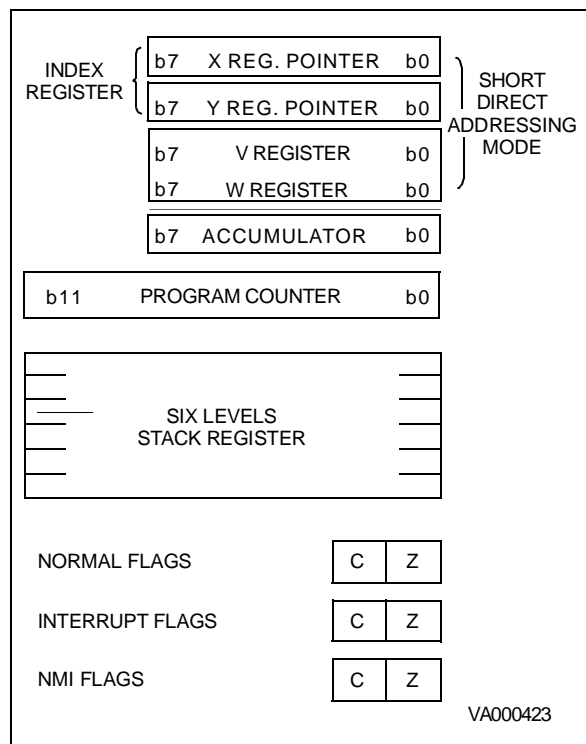 INDEX
REGISTER
b7 X REG. POINTER b0
b7 Y REG. POINTER b0
b7 V REGISTER b0
b7 W REGISTER b0
SHORT
DIRECT
ADDRESSING
MODE
b7 ACCUMULATOR b0
b11 PROGRAM COUNTER b0
SIX LEVELS
STACK REGISTER
NORMAL FLAGS C Z
INTERRUPT FLAGS C Z
NMI FLAGS C Z
VA000423